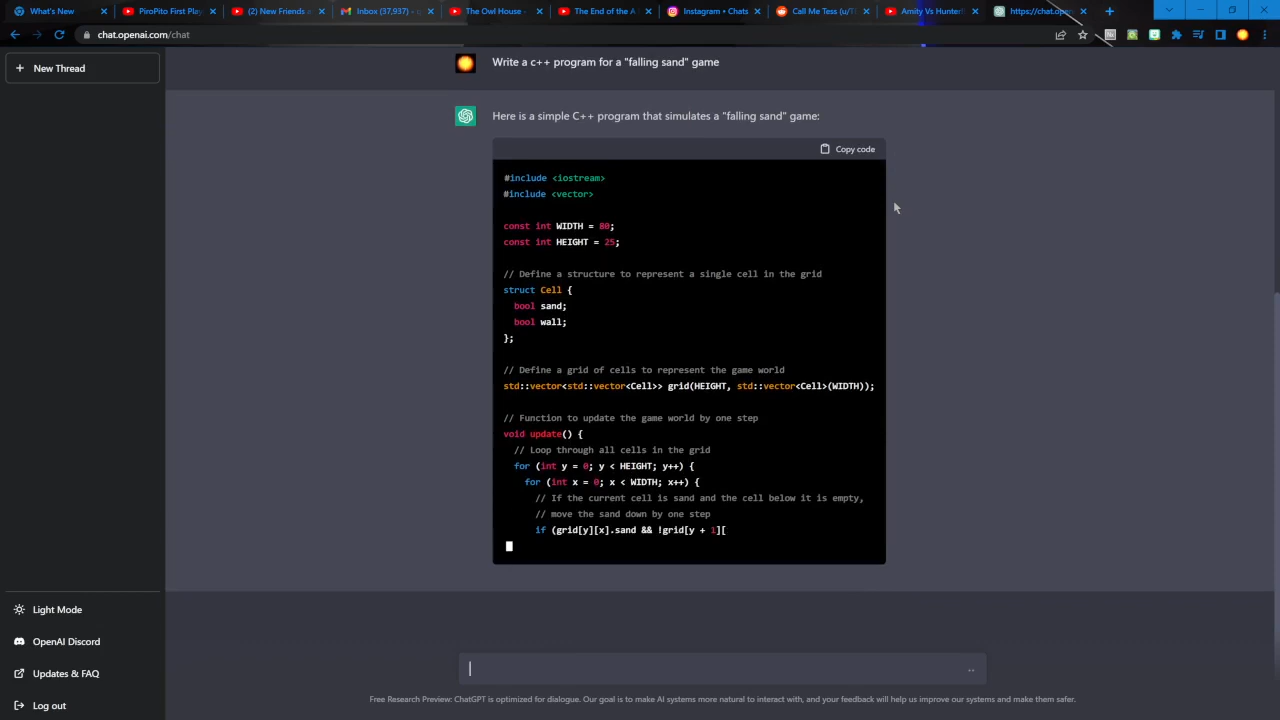 What's New
PiroPito First Play
(2) New Friends a
Inbox (37,937) -
The Owl House -
The End of the A
Instagram • Chats
Call Me Tess (u/T
Amity Vs Hunter
https://chat.open
chat.openai.com/chat
New Thread
Write a c++ program for a "falling sand" game
Here is a simple C++ program that simulates a "falling sand" game:
Copy code
#include <iostream>
#include <vector>
const int WIDTH = 80;
const int HEIGHT = 25;
// Define a structure to represent a single cell in the grid
struct Cell {
bool sand;
bool wall;
};
// Define a grid of cells to represent the game world
std::vector<std::vector<Cell>> grid(HEIGHT, std::vector<Cell>(WIDTH));
// Function to update the game world by one step
void update() {
// Loop through all cells in the grid
for (int y = 0; y < HEIGHT; y++) {
for (int x = 0; x < WIDTH; x++) {
// If the current cell is sand and the cell below it is empty,
// move the sand down by one step
if (grid[y][x].sand && !grid[y + 1][
Light Mode
OpenAI Discord
Updates & FAQ
Log out
Free Research Preview: ChatGPT is optimized for dialogue. Our goal is to make AI systems more natural to interact with, and your feedback will help us improve our systems and make them safer.